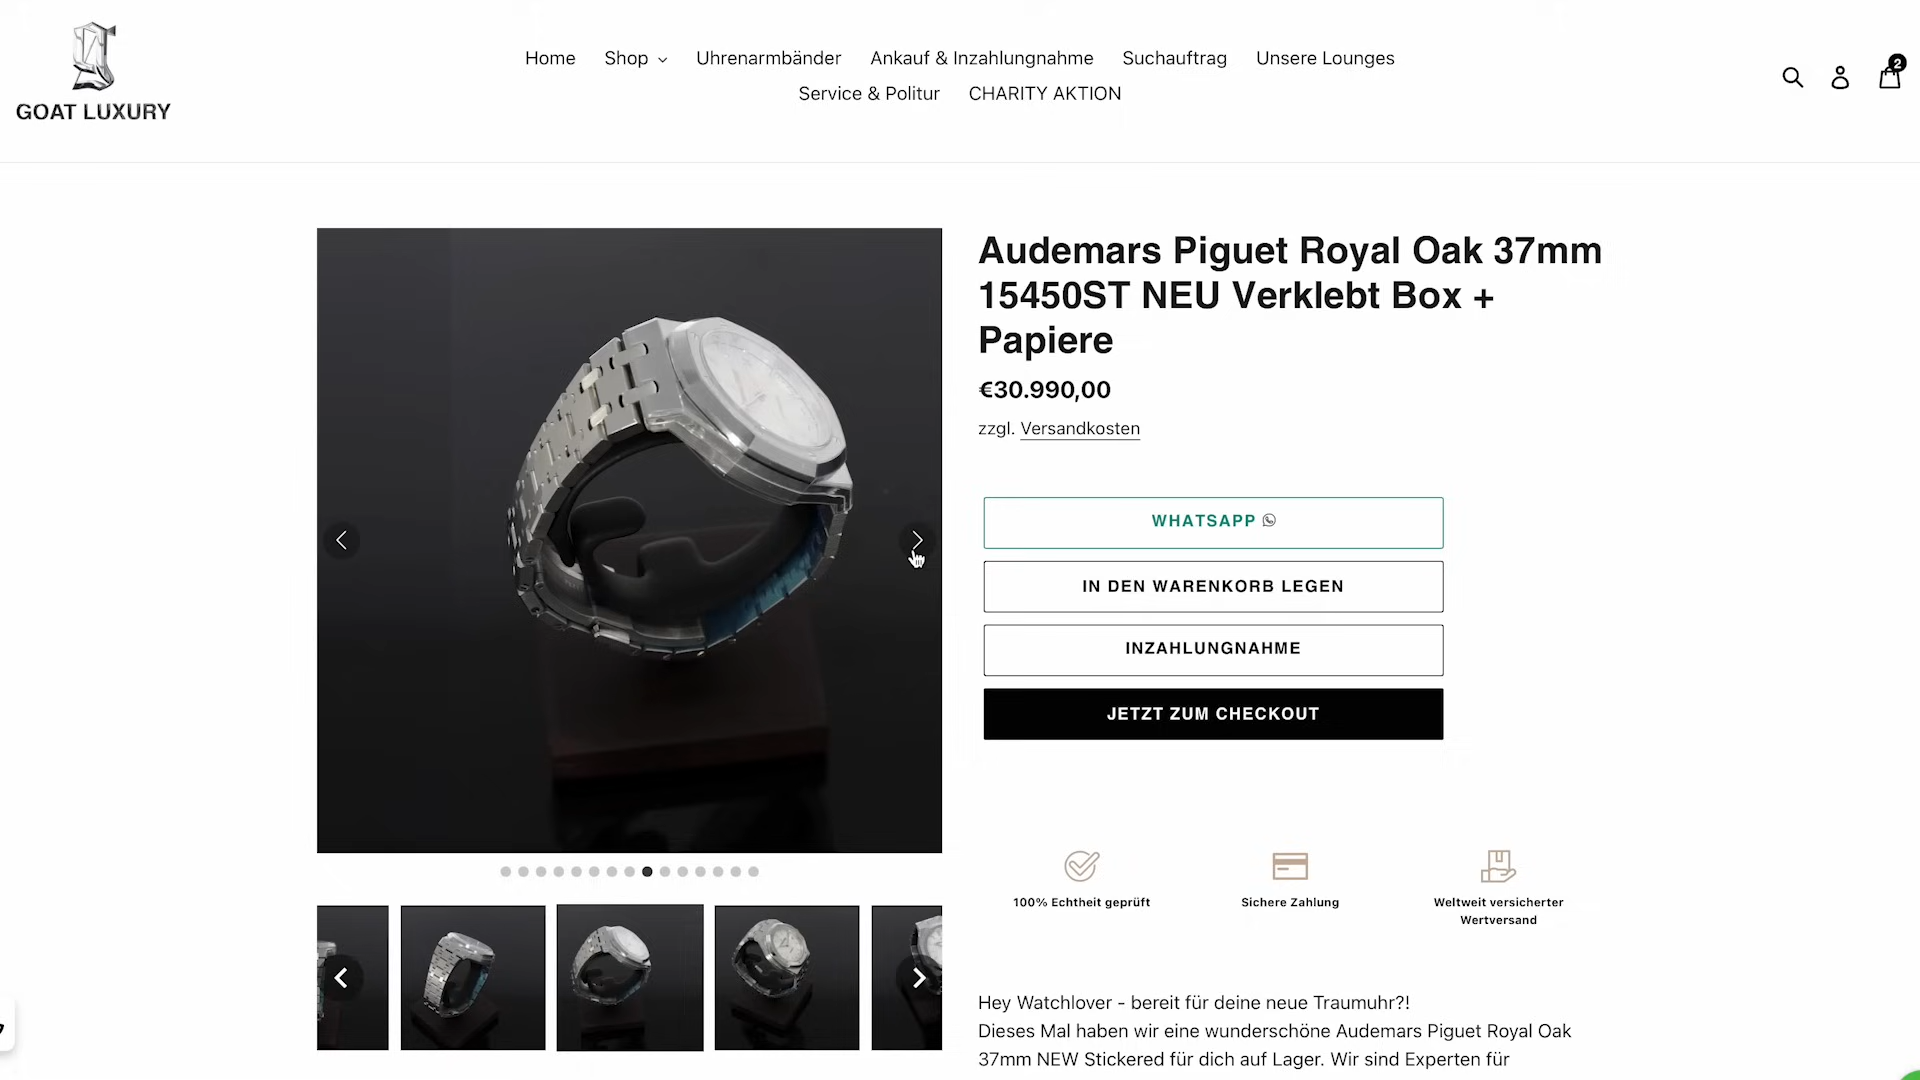 GOAT LUXURY
Home Shop Uhrenarmbänder Ankauf & Inzahlungnahme Suchauftrag Unsere Lounges
Service & Politur CHARITY AKTION
2
Audemars Piguet Royal Oak 37mm
15450ST NEU Verklebt Box +
Papiere
€30.990,00
zzgl. Versandkosten
WHATSAPP
IN DEN WARENKORB LEGEN
INZAHLUNGNAHME
JETZT ZUM CHECKOUT
100% Echtheit geprüft
Sichere Zahlung
Weltweit versicherter
Wertversand
Hey Watchlover - bereit für deine neue Traumuhr?!
Dieses Mal haben wir eine wunderschöne Audemars Piguet Royal Oak
37mm NEW Stickered für dich auf Lager. Wir sind Experten für